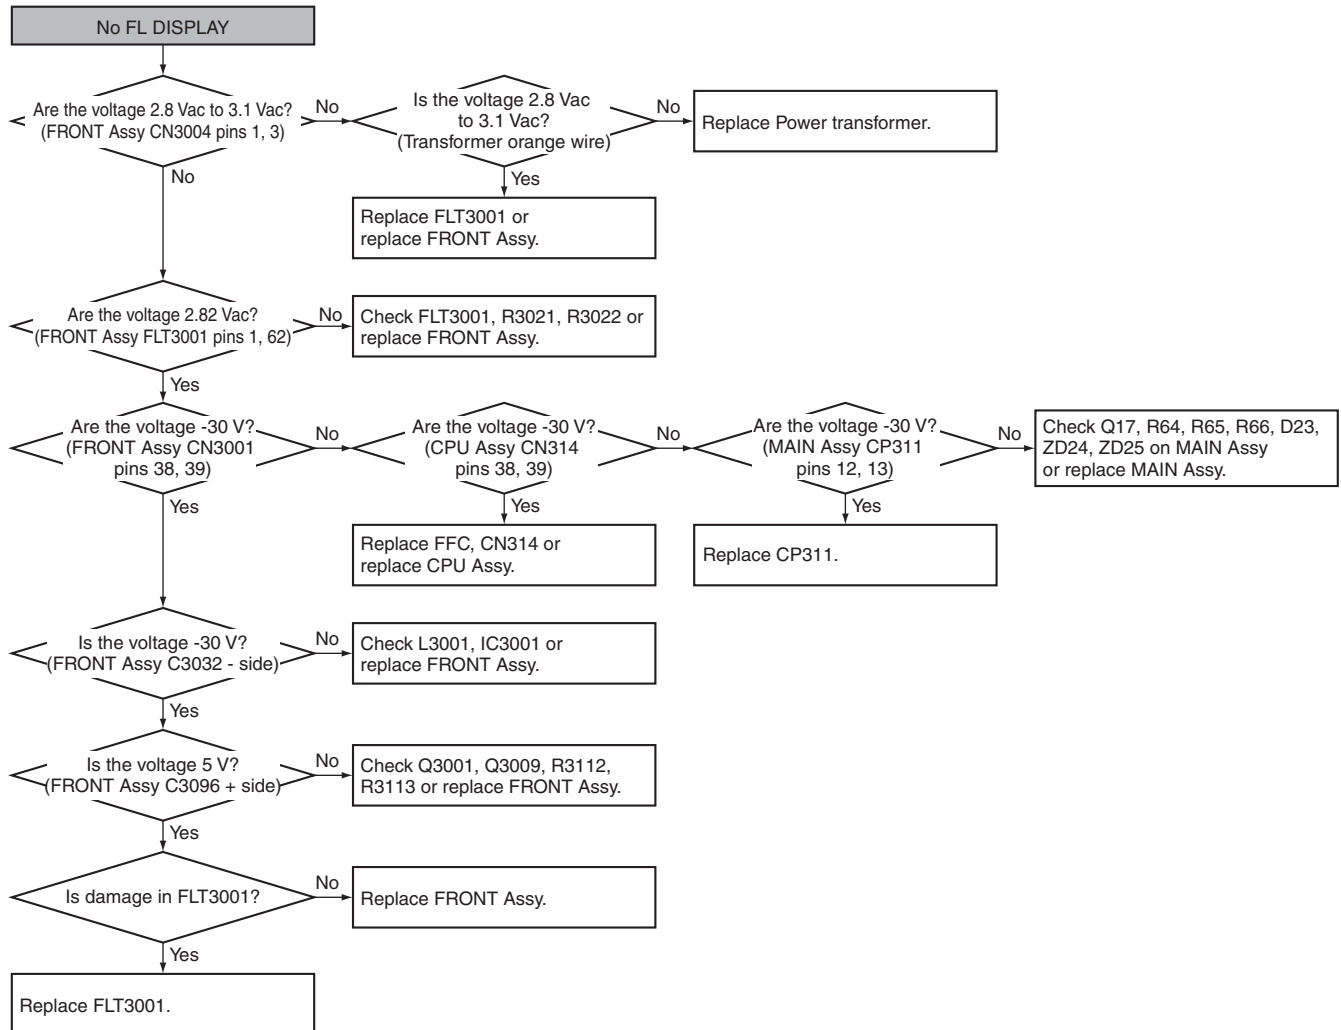 No FL DISPLAY
Are the voltage 2.8 Vac to 3.1 Vac?
(FRONT Assy CN3004 pins 1, 3)
No
Is the voltage 2.8 Vac
to 3.1 Vac?
(Transformer orange wire)
No
Replace Power transformer.
No
Yes
Replace FLT3001 or
replace FRONT Assy.
Are the voltage 2.82 Vac?
(FRONT Assy FLT3001 pins 1, 62)
No
Check FLT3001, R3021, R3022 or
replace FRONT Assy.
Yes
Are the voltage -30 V?
(FRONT Assy CN3001
pins 38, 39)
No
Are the voltage -30 V?
(CPU Assy CN314
pins 38, 39)
No
Are the voltage -30 V?
(MAIN Assy CP311
pins 12, 13)
No
Check Q17, R64, R65, R66, D23,
ZD24, ZD25 on MAIN Assy
or replace MAIN Assy.
Yes
Yes
Yes
Replace FFC, CN314 or
replace CPU Assy.
Replace CP311.
Is the voltage -30 V?
(FRONT Assy C3032 - side)
No
Check L3001, IC3001 or
replace FRONT Assy.
Yes
Is the voltage 5 V?
(FRONT Assy C3096 + side)
No
Check Q3001, Q3009, R3112,
R3113 or replace FRONT Assy.
Yes
Is damage in FLT3001?
No
Replace FRONT Assy.
Yes
Replace FLT3001.